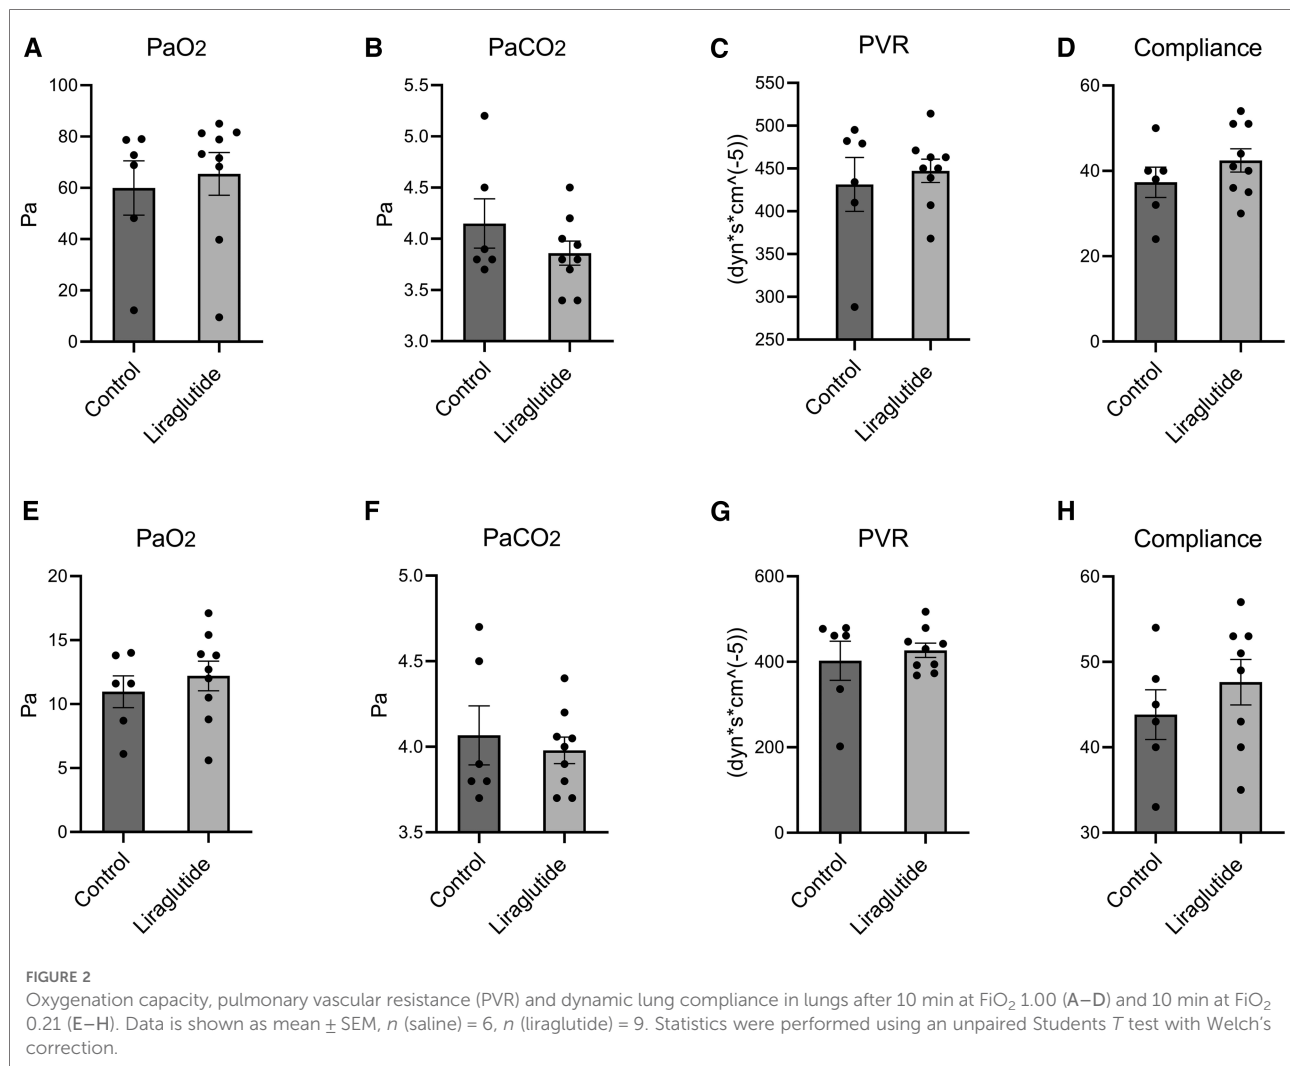 A PaO2
B PaCO2
C PVR
D Compliance
Pa
100
80
60
40
20
0
Control
Liraglutide
Pa
5.5
5.0
4.5
4.0
3.5
3.0
Control
Liraglutide
(dyn*s*cm^(-5))
550
500
450
400
350
300
250
Control
Liraglutide
60
40
20
0
Control
Liraglutide
E PaO2
F PaCO2
G PVR
H Compliance
Pa
20
15
10
5
0
Control
Liraglutide
Pa
5.0
4.5
4.0
3.5
Control
Liraglutide
(dyn*s*cm^(-5))
600
400
200
0
Control
Liraglutide
60
50
40
30
Control
Liraglutide
FIGURE 2
Oxygenation capacity, pulmonary vascular resistance (PVR) and dynamic lung compliance in lungs after 10 min at FiO₂ 1.00 (A–D) and 10 min at FiO₂
0.21 (E–H). Data is shown as mean ± SEM, n (saline) = 6, n (liraglutide) = 9. Statistics were performed using an unpaired Students T test with Welch's
correction.